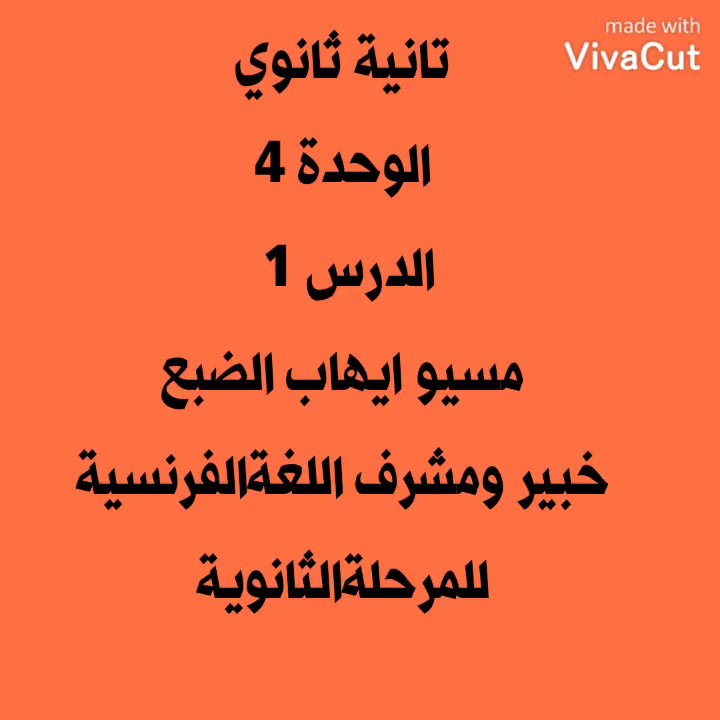 made with
VivaCut
تانية ثانوي
الوحدة 4
الدرس 1
مسيو ايهاب الضبع
خبير ومشرف اللغةالفرنسية
للمرحلةالثانوية